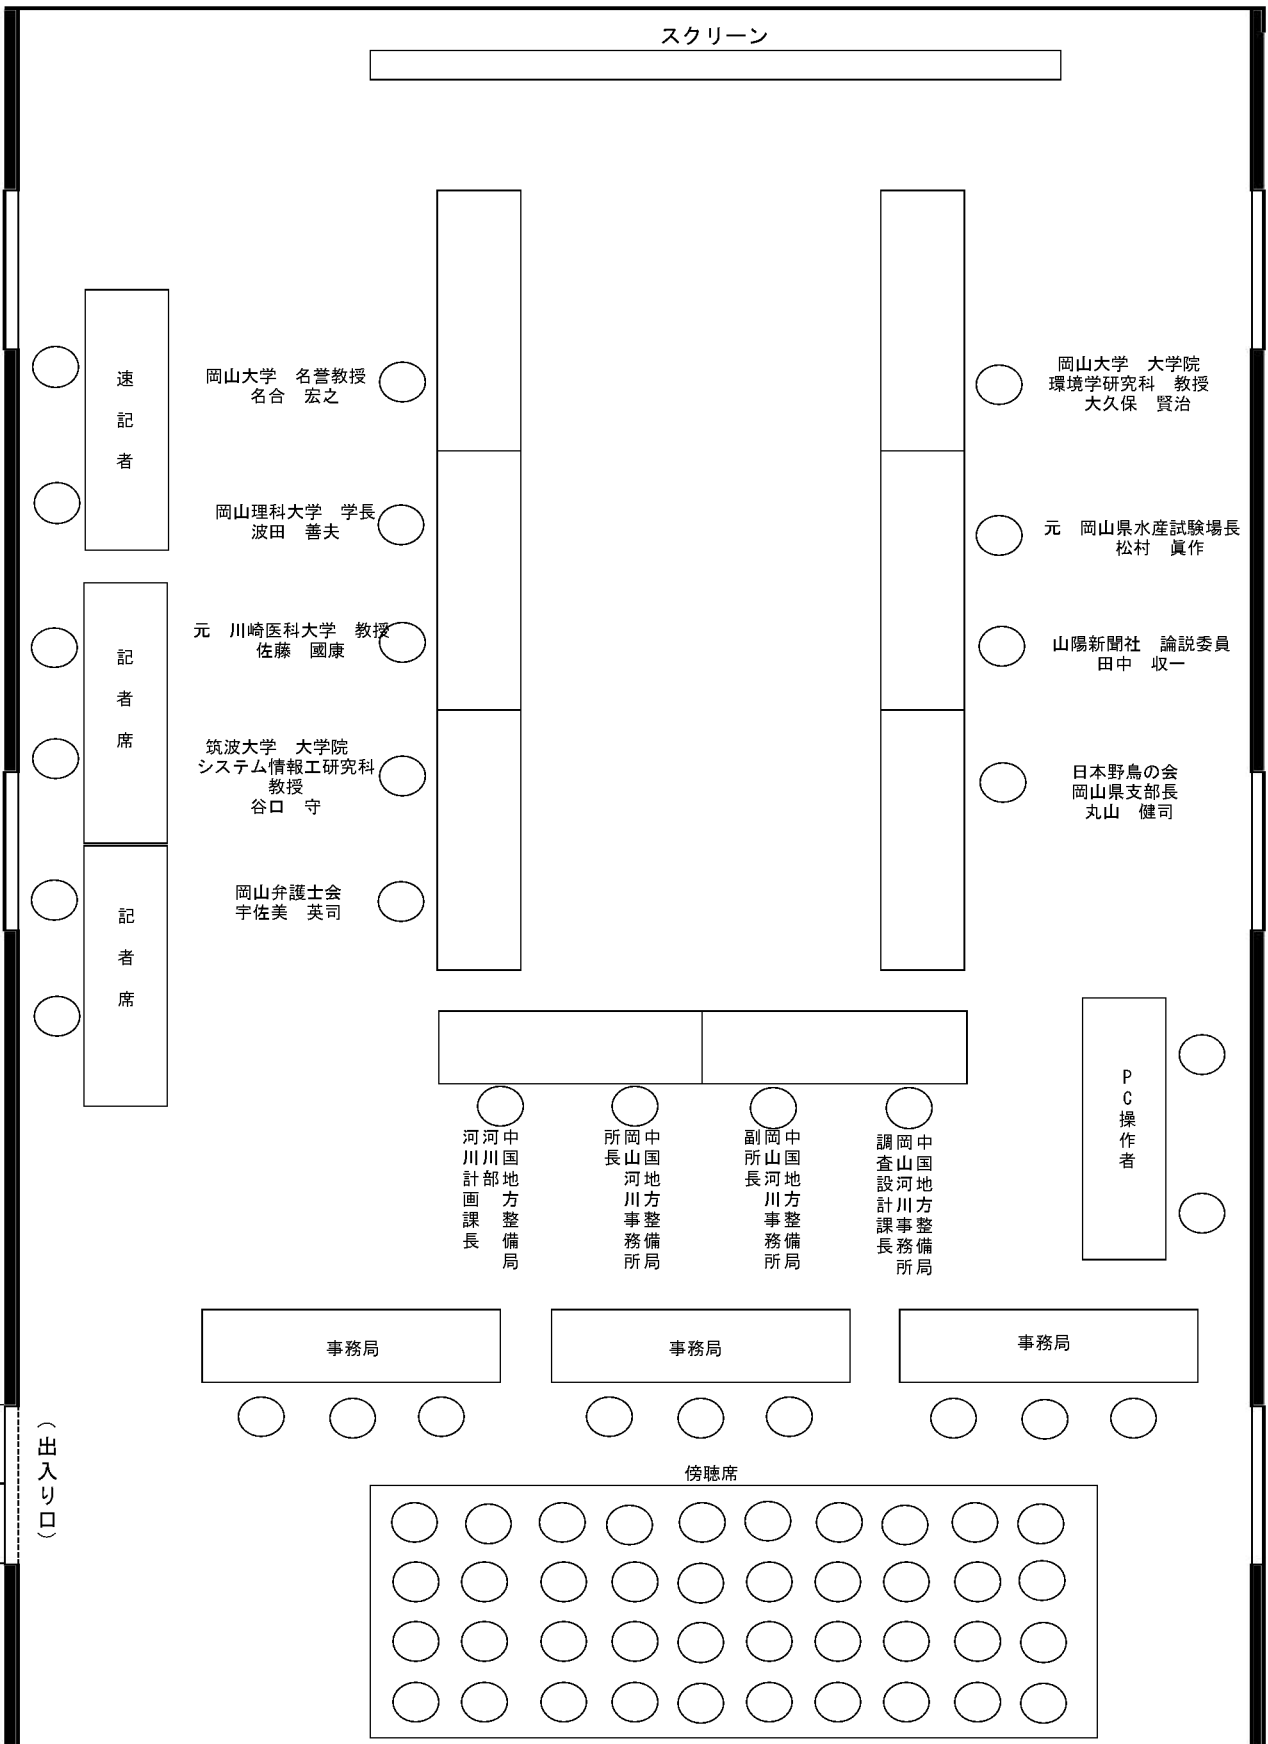 スクリーン
速記者
岡山大学　名誉教授
名合　宏之
岡山理科大学　学長
波田　善夫
元　川崎医科大学　教授
佐藤　國康
筑波大学　大学院
システム情報工研究科
教授
谷口　守
岡山弁護士会
宇佐美　英司
記者席
記者席
岡山大学　大学院
環境学研究科　教授
大久保　賢治
元　岡山県水産試験場長
松村　眞作
山陽新聞社　論説委員
田中　収一
日本野鳥の会
岡山県支部長
丸山　健司
PC操作者
中国地方整備局
河川部
河川計画課長
中国地方整備局
岡山河川事務所
所長
中国地方整備局
岡山河川事務所
副所長
中国地方整備局
岡山河川事務所
調査設計課長
事務局
事務局
事務局
（出入り口）
傍聴席